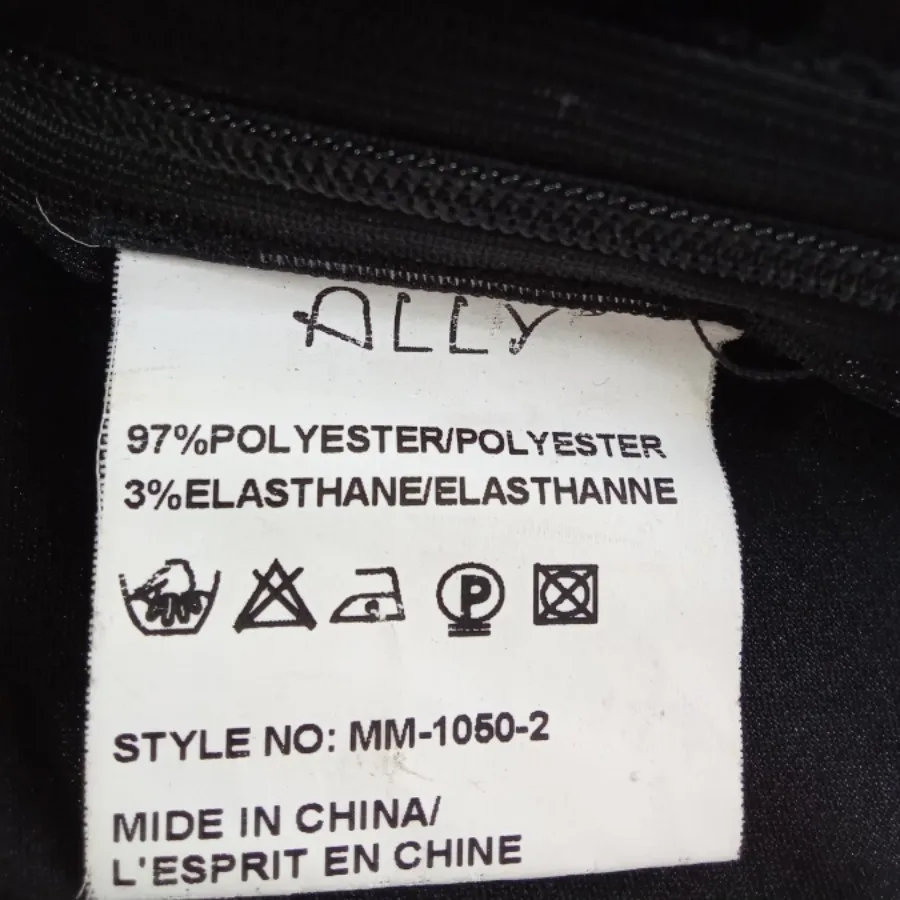 ALLY
97%POLYESTER/POLYESTER
3%ELASTHANE/ELASTHANNE
P
STYLE NO: MM-1050-2
MIDE IN CHINA/
L'ESPRIT EN CHINE